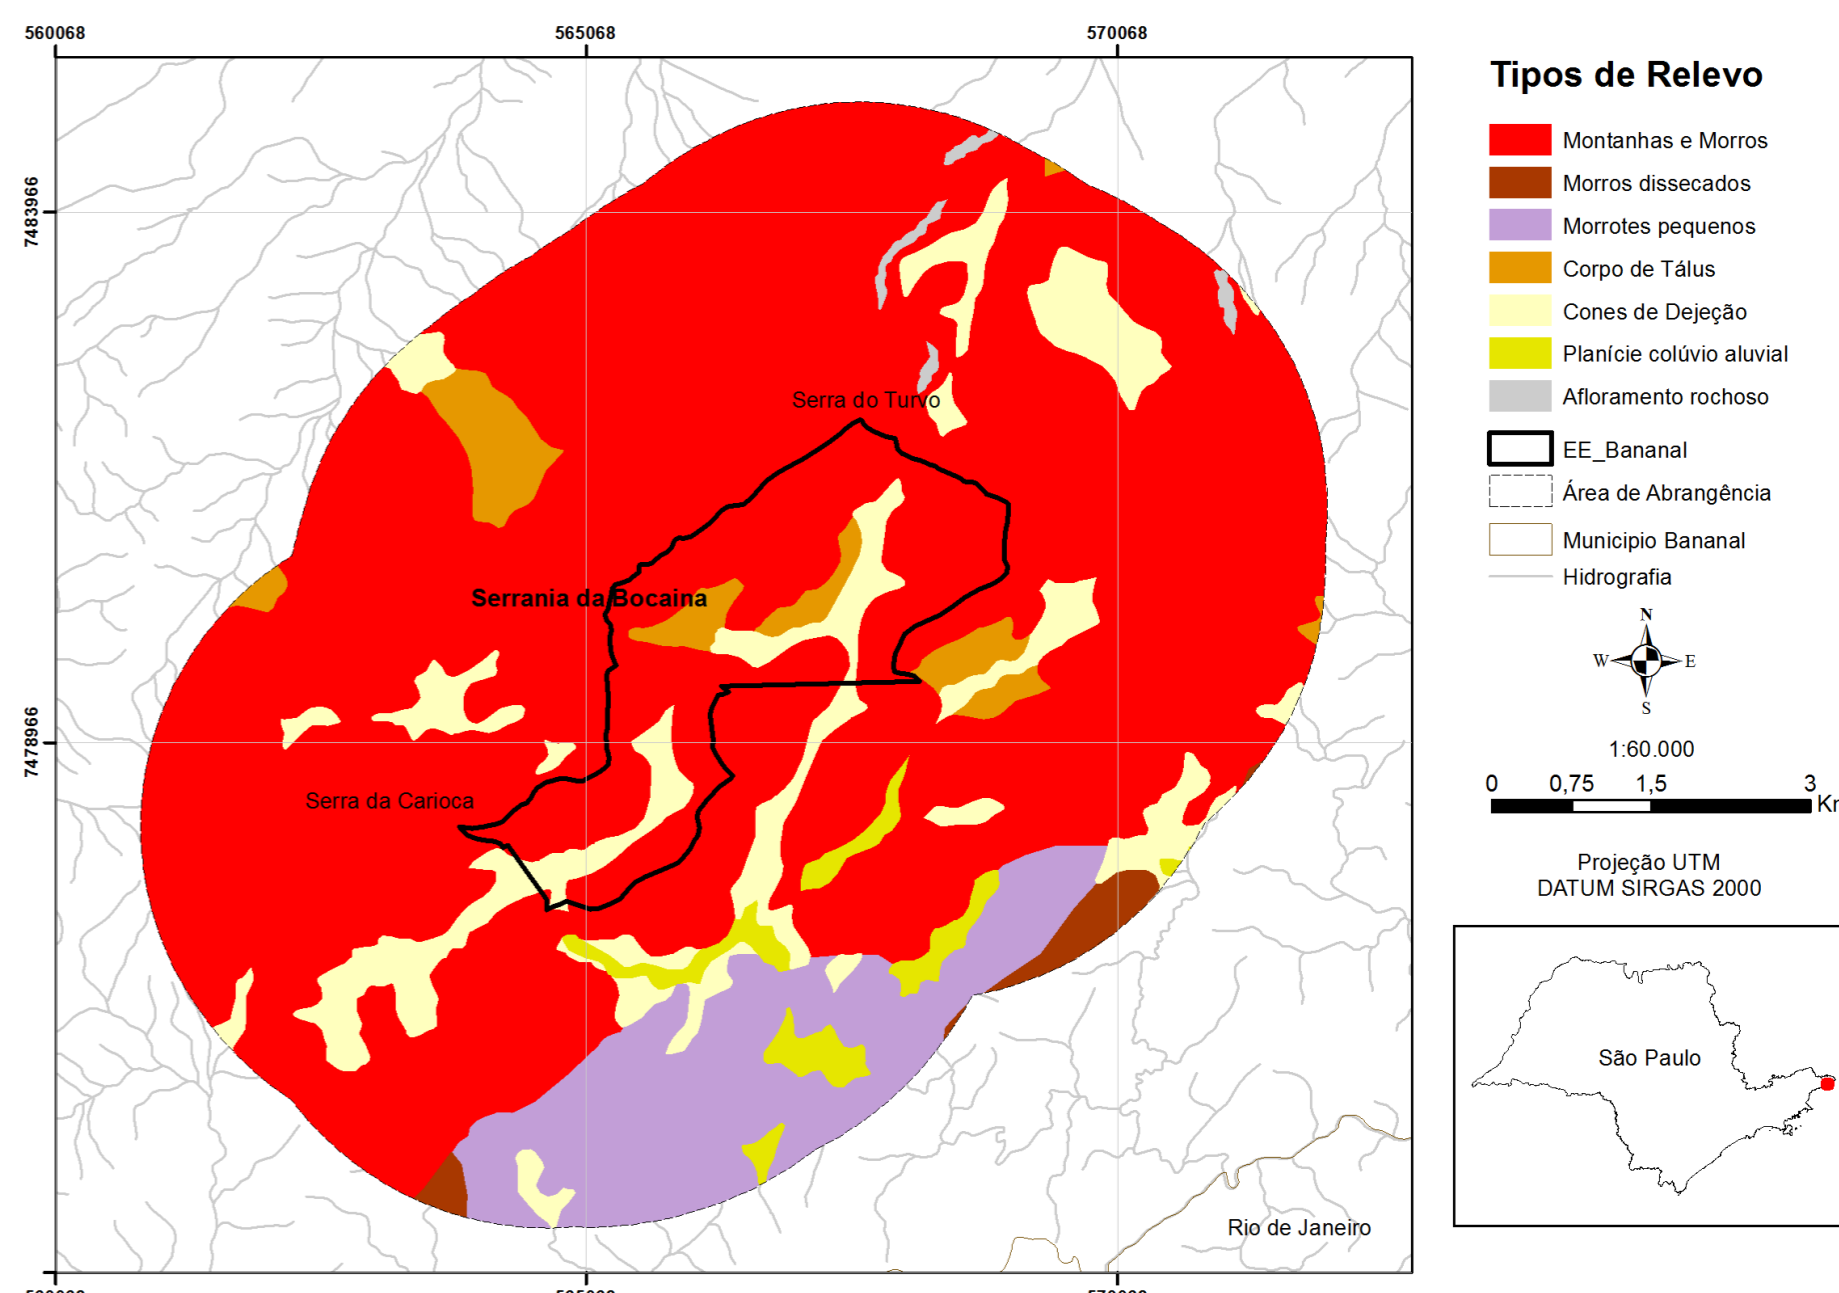 560068
565068
570068
7483966
7478966
Serra do Turvo
Serrania da Bocaina
Serra da Carioca
Rio de Janeiro
Tipos de Relevo
Montanhas e Morros
Morros dissecados
Morrotes pequenos
Corpo de Tálus
Cones de Dejeção
Planície colúvio aluvial
Afloramento rochoso
EE_Bananal
Área de Abrangência
Municipio Bananal
Hidrografia
N
W E
S
1:60.000
0 0,75 1,5 3
Projeção UTM
DATUM SIRGAS 2000
São Paulo